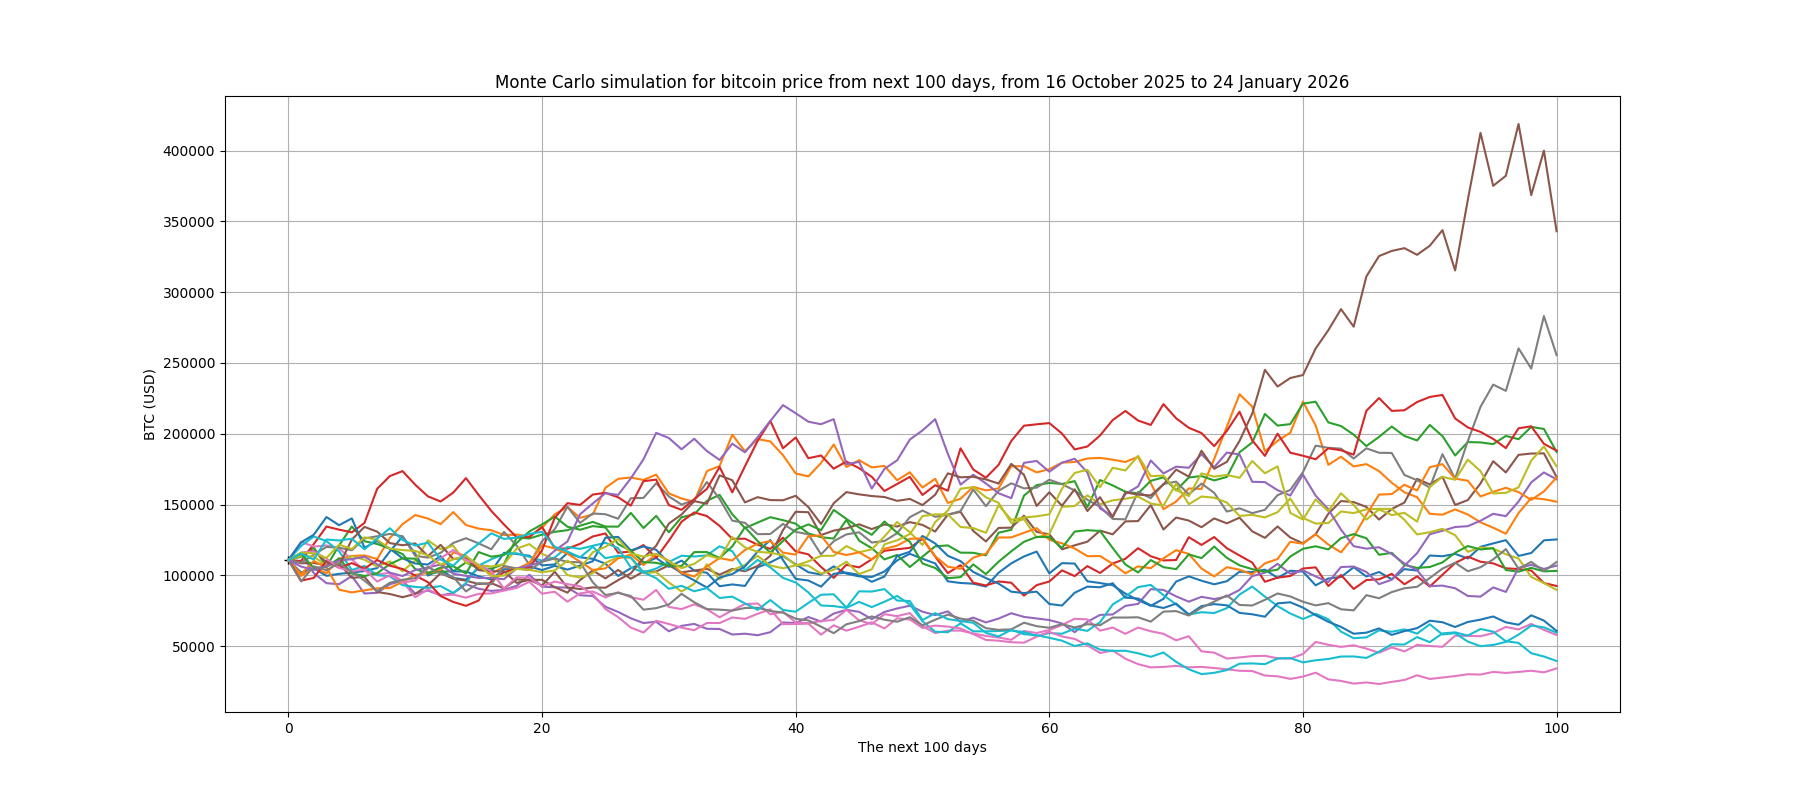 Monte Carlo simulation for bitcoin price from next 100 days, from 16 October 2025 to 24 January 2026
400000
350000
300000
250000
200000
150000
100000
50000
BTC (USD)
0 20 40 60 80 100
The next 100 days